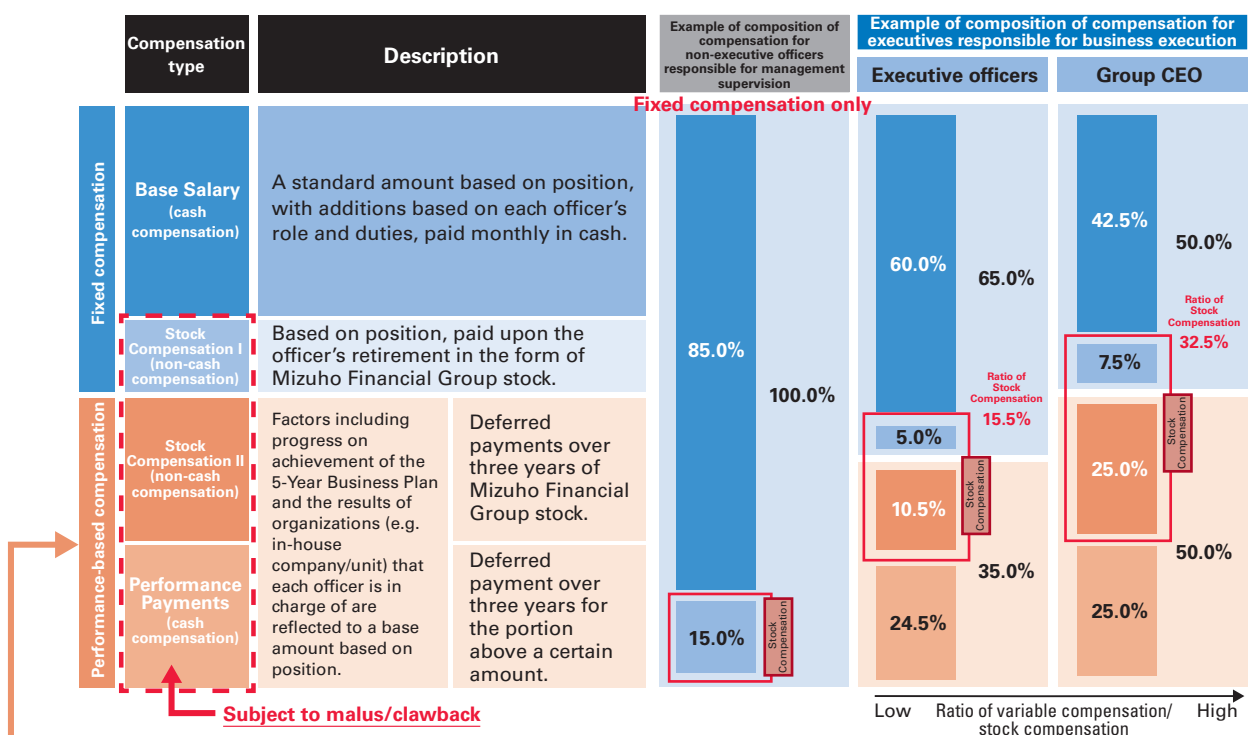 Compensation
type
Description
Example of composition of
compensation for
non-executive officers
responsible for management
supervision
Example of composition of compensation for
executives responsible for business execution
Executive officers
Group CEO
Fixed compensation only
Fixed compensation
Base Salary
(cash
compensation)
A standard amount based on position,
with additions based on each officer’s
role and duties, paid monthly in cash.
Stock
Compensation I
(non-cash
compensation)
Based on position, paid upon the
officer’s retirement in the form of
Mizuho Financial Group stock.
Performance-based compensation
Stock
Compensation II
(non-cash
compensation)
Performance
Payments
(cash
compensation)
Factors including
progress on
achievement of the
5-Year Business Plan
and the results of
organizations (e.g.
in-house
company/unit) that
each officer is in
charge of are
reflected to a base
amount based on
position.
Deferred
payments over
three years of
Mizuho Financial
Group stock.
Deferred
payment over
three years for
the portion
above a certain
amount.
Subject to malus/clawback
85.0%
100.0%
15.0%
Stock
Compensation
60.0%
65.0%
Ratio of
Stock
Compensation
15.5%
5.0%
10.5%
Stock
Compensation
35.0%
24.5%
42.5%
50.0%
Ratio of
Stock
Compensation
32.5%
7.5%
25.0%
Stock
Compensation
50.0%
25.0%
Low
Ratio of variable compensation/
stock compensation
High